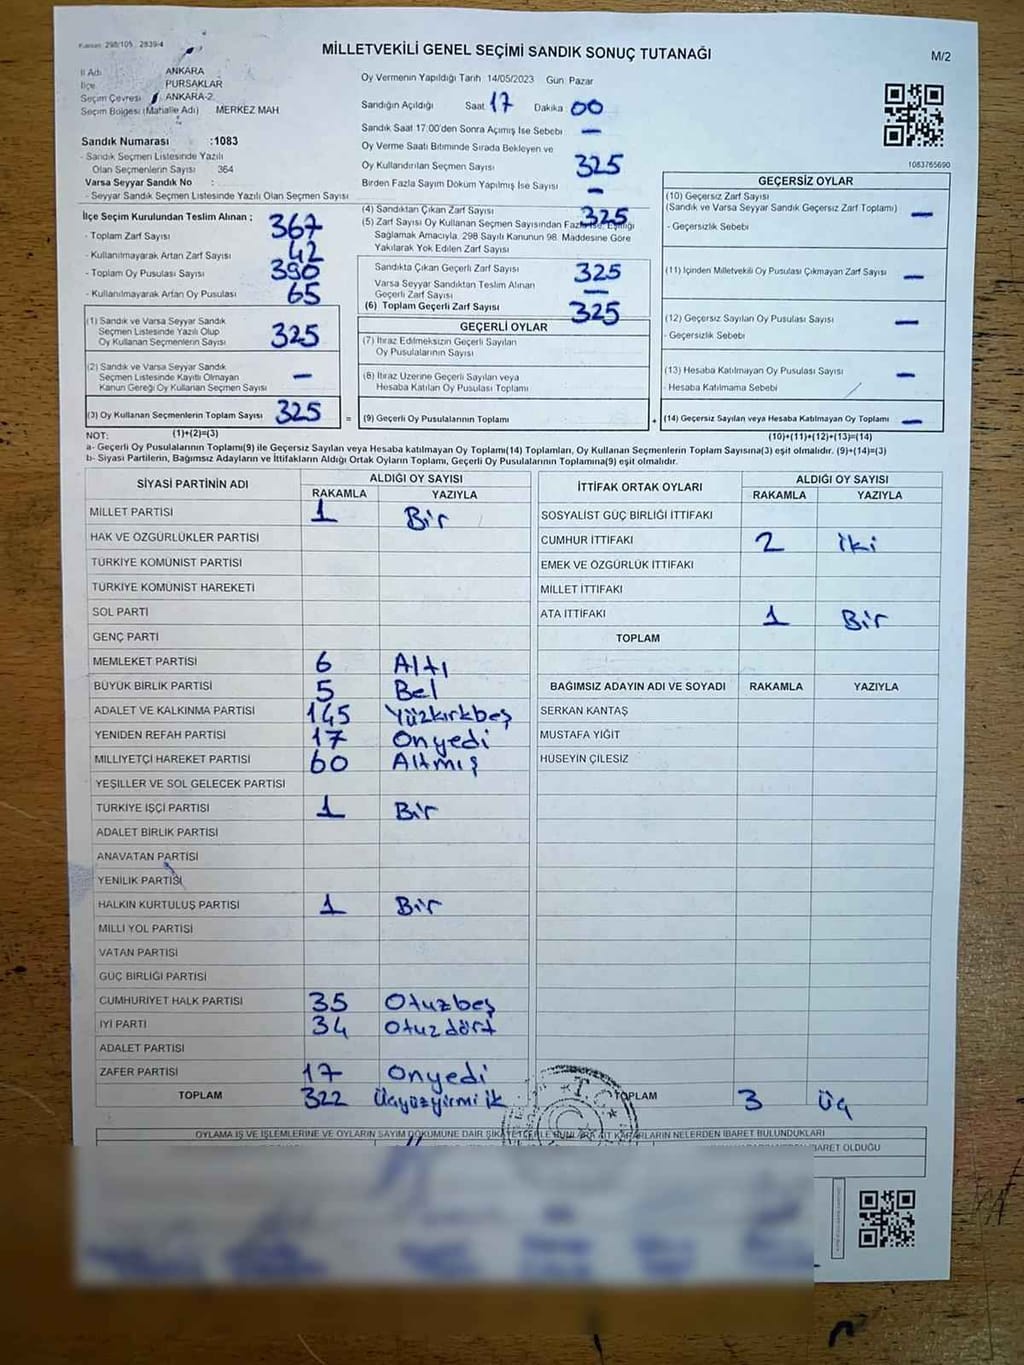 Kanun: 298/105 2839/4
MİLLETVEKİLİ GENEL SEÇİMİ SANDIK SONUÇ TUTANAĞI
M/2
İl Adı ANKARA
İlçe PURSAKLAR
Seçim Çevresi ANKARA-2
Seçim Bölgesi (Mahalle Adı) MERKEZ MAH
Sandık Numarası :1083
- Sandık Seçmen Listesinde Yazılı
Olan Seçmenlerin Sayısı 364
Varsa Seyyar Sandık No :
- Seyyar Sandık Seçmen Listesinde Yazılı Olan Seçmen Sayısı
Oy Vermenin Yapıldığı Tarih 14/05/2023 Gün Pazar
Sandığın Açıldığı Saat 17 Dakika 00
Sandık Saat 17.00'den Sonra Açılmış İse Sebebi —
Oy Verme Saati Bitiminde Sırada Bekleyen ve
Oy Kullandırılan Seçmen Sayısı 325
Birden Fazla Sayım Döküm Yapılmış İse Sayısı —
1083765690
İlçe Seçim Kurulundan Teslim Alınan ;
- Toplam Zarf Sayısı 367
- Kullanılmayarak Artan Zarf Sayısı 42
- Toplam Oy Pusulası Sayısı 390
- Kullanılmayarak Artan Oy Pusulası 65
(4) Sandıktan Çıkan Zarf Sayısı 325
(5) Zarf Sayısı Oy Kullanan Seçmen Sayısından Fazla İse, Eşitliği
Sağlamak Amacıyla, 298 Sayılı Kanunun 98. Maddesine Göre
Yakılarak Yok Edilen Zarf Sayısı
Sandıkta Çıkan Geçerli Zarf Sayısı 325
Varsa Seyyar Sandıktan Teslim Alınan
Geçerli Zarf Sayısı —
(6) Toplam Geçerli Zarf Sayısı 325
GEÇERSİZ OYLAR
(10) Geçersiz Zarf Sayısı
(Sandık ve Varsa Seyyar Sandık Geçersiz Zarf Toplamı) —
- Geçersizlik Sebebi
(11) İçinden Milletvekili Oy Pusulası Çıkmayan Zarf Sayısı —
(12) Geçersiz Sayılan Oy Pusulası Sayısı —
- Geçersizlik Sebebi
(13) Hesaba Katılmayan Oy Pusulası Sayısı —
- Hesaba Katılmama Sebebi
(14) Geçersiz Sayılan veya Hesaba Katılmayan Oy Toplamı —
(10)+(11)+(12)+(13)=(14)
(1) Sandık ve Varsa Seyyar Sandık
Seçmen Listesinde Yazılı Olup
Oy Kullanan Seçmenlerin Sayısı 325
(2) Sandık ve Varsa Seyyar Sandık
Seçmen Listesinde Kayıtlı Olmayan
Kanun Gereği Oy Kullanan Seçmen Sayısı —
(3) Oy Kullanan Seçmenlerin Toplam Sayısı 325 =
(1)+(2)=(3)
GEÇERLİ OYLAR
(7) İtiraz Edilmeksizin Geçerli Sayılan
Oy Pusulalarının Sayısı
(8) İtiraz Üzerine Geçerli Sayılan veya
Hesaba Katılan Oy Pusulası Toplamı
(9) Geçerli Oy Pusulalarının Toplamı +
NOT:
a- Geçerli Oy Pusulalarının Toplamı(9) ile Geçersiz Sayılan veya Hesaba katılmayan Oy Toplamı(14) Toplamları, Oy Kullanan Seçmenlerin Toplam Sayısına(3) eşit olmalıdır. (9)+(14)=(3)
b- Siyasi Partilerin, Bağımsız Adayların ve İttifakların Aldığı Ortak Oyların Toplamı, Geçerli Oy Pusulalarının Toplamına(9) eşit olmalıdır.
SİYASİ PARTİNİN ADI ALDIĞI OY SAYISI
RAKAMLA YAZIYLA
MİLLET PARTİSİ 1 Bir
HAK VE ÖZGÜRLÜKLER PARTİSİ
TÜRKİYE KOMÜNİST PARTİSİ
TÜRKİYE KOMÜNİST HAREKETİ
SOL PARTİ
GENÇ PARTİ
MEMLEKET PARTİSİ 6 Altı
BÜYÜK BİRLİK PARTİSİ 5 Beş
ADALET VE KALKINMA PARTİSİ 145 Yüzkırkbeş
YENİDEN REFAH PARTİSİ 17 Onyedi
MİLLİYETÇİ HAREKET PARTİSİ 60 Altmış
YEŞİLLER VE SOL GELECEK PARTİSİ
TÜRKİYE İŞÇİ PARTİSİ 1 Bir
ADALET BİRLİK PARTİSİ
ANAVATAN PARTİSİ
YENİLİK PARTİSİ
HALKIN KURTULUŞ PARTİSİ 1 Bir
MİLLİ YOL PARTİSİ
VATAN PARTİSİ
GÜÇ BİRLİĞİ PARTİSİ
CUMHURİYET HALK PARTİSİ 35 Otuzbeş
İYİ PARTİ 34 Otuzdört
ADALET PARTİSİ
ZAFER PARTİSİ 17 Onyedi
TOPLAM 322 Üçyüzyirmi ik
İTTİFAK ORTAK OYLARI ALDIĞI OY SAYISI
RAKAMLA YAZIYLA
SOSYALİST GÜÇ BİRLİĞİ İTTİFAKI
CUMHUR İTTİFAKI 2 iki
EMEK VE ÖZGÜRLÜK İTTİFAKI
MİLLET İTTİFAKI
ATA İTTİFAKI 1 Bir
TOPLAM
BAĞIMSIZ ADAYIN ADI VE SOYADI RAKAMLA YAZIYLA
SERKAN KANTAŞ
MUSTAFA YİĞİT
HÜSEYİN ÇİLESİZ
TOPLAM 3 Üç
OYLAMA İŞ VE İŞLEMLERİNE VE OYLARIN SAYIM DÖKÜMÜNE DAİR ŞİKAYETLERLE BUNLARA AİT KARARLARIN NELERDEN İBARET BULUNDUKLARI
İBARET OLDUĞU